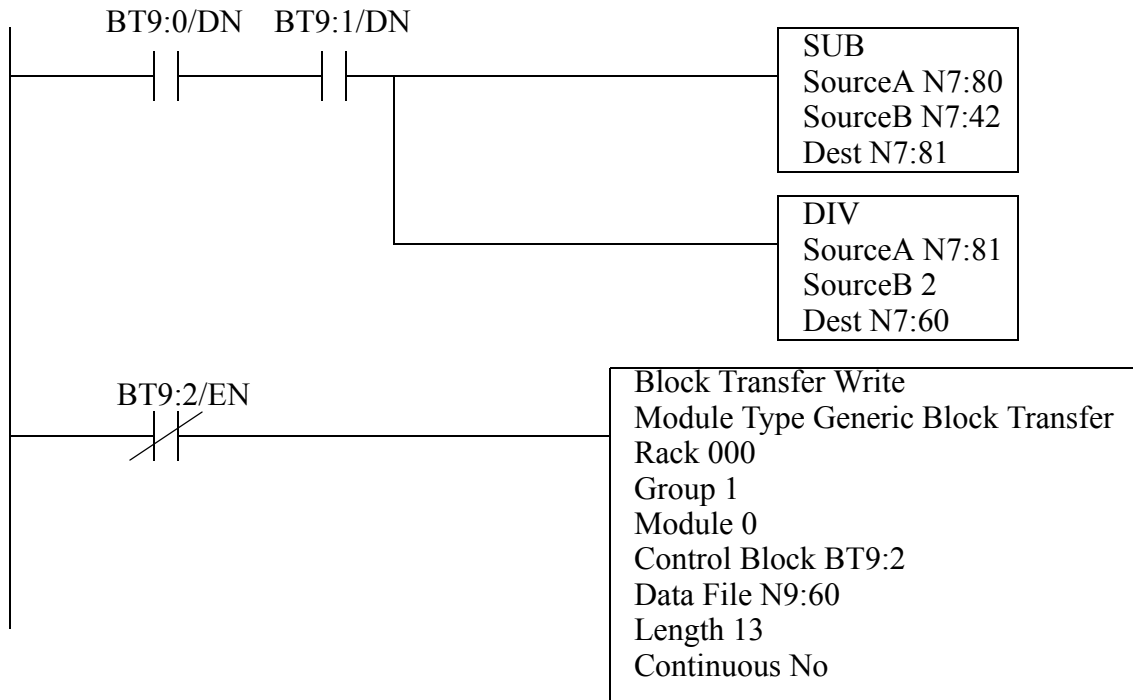 BT9:0/DN BT9:1/DN
SUB
SourceA N7:80
SourceB N7:42
Dest N7:81
DIV
SourceA N7:81
SourceB 2
Dest N7:60
BT9:2/EN
Block Transfer Write
Module Type Generic Block Transfer
Rack 000
Group 1
Module 0
Control Block BT9:2
Data File N9:60
Length 13
Continuous No